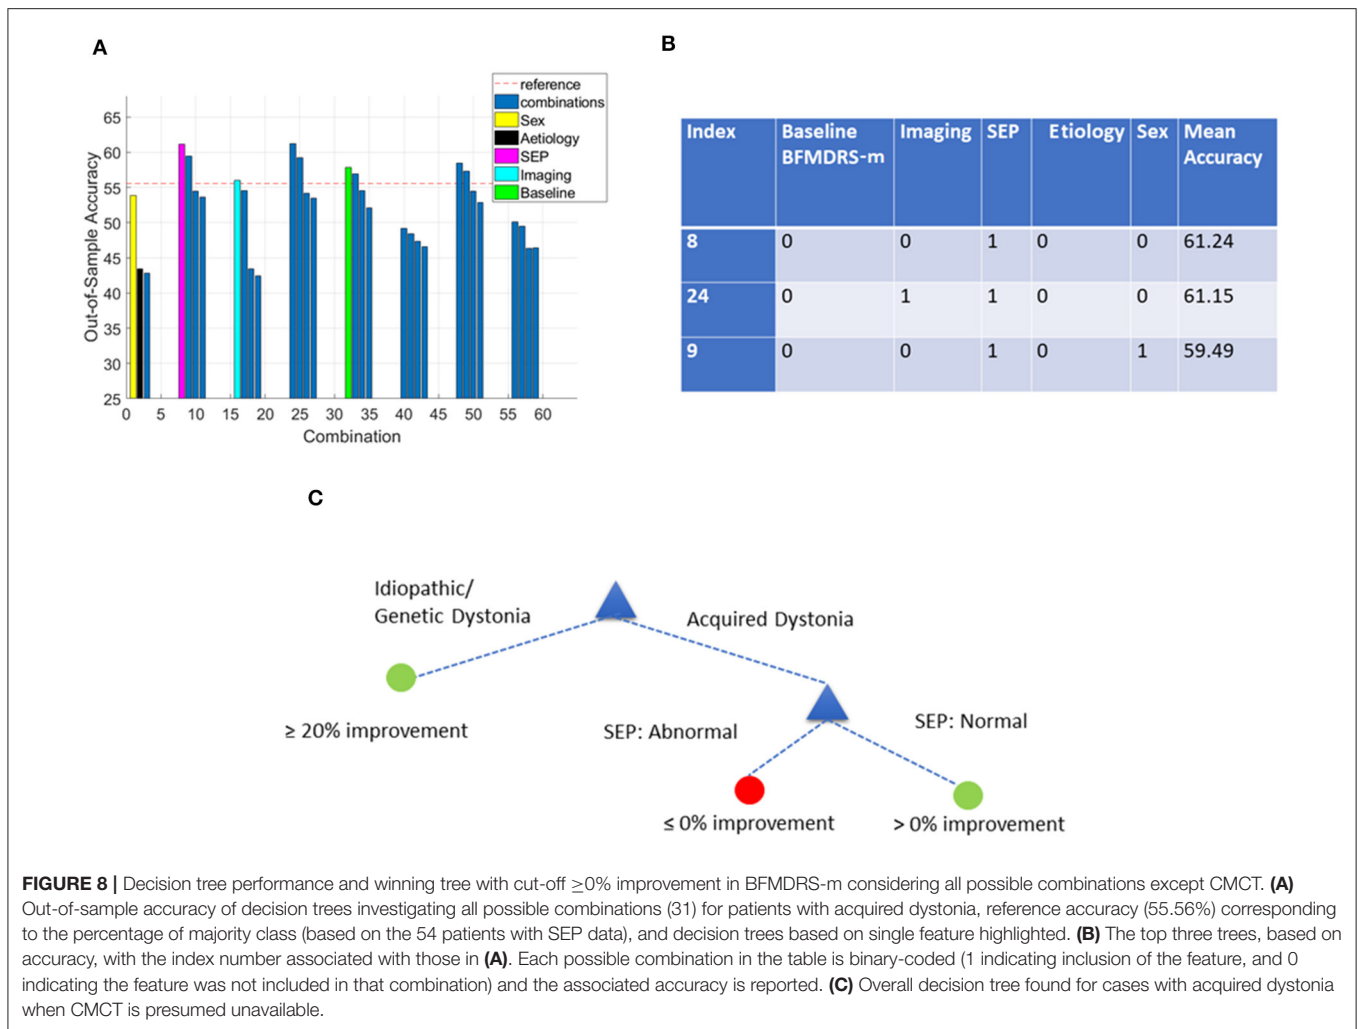 A
reference
combinations
Sex
Aetiology
SEP
Imaging
Baseline
Out-of-Sample Accuracy
65
60
55
50
45
40
35
30
25
0 5 10 15 20 25 30 35 40 45 50 55 60
Combination
B
Index Baseline BFMDRS-m Imaging SEP Etiology Sex Mean Accuracy
8 0 0 1 0 0 61.24
24 0 1 1 0 0 61.15
9 0 0 1 0 1 59.49
C
Idiopathic/
Genetic Dystonia
Acquired Dystonia
≥ 20% improvement
SEP: Abnormal
SEP: Normal
≤ 0% improvement
> 0% improvement
FIGURE 8 | Decision tree performance and winning tree with cut-off ≥0% improvement in BFMDRS-m considering all possible combinations except CMCT. (A)
Out-of-sample accuracy of decision trees investigating all possible combinations (31) for patients with acquired dystonia, reference accuracy (55.56%) corresponding
to the percentage of majority class (based on the 54 patients with SEP data), and decision trees based on single feature highlighted. (B) The top three trees, based on
accuracy, with the index number associated with those in (A). Each possible combination in the table is binary-coded (1 indicating inclusion of the feature, and 0
indicating the feature was not included in that combination) and the associated accuracy is reported. (C) Overall decision tree found for cases with acquired dystonia
when CMCT is presumed unavailable.